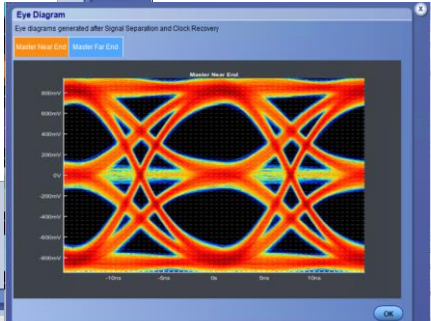 Eye Diagram
Eye diagrams generated after Signal Separation and Clock Recovery
Master Near End
Master Far End
Master Near End
800mV
600mV
400mV
200mV
0V
-200mV
-400mV
-600mV
-800mV
-10ns
-5ns
0s
5ns
10ns
OK